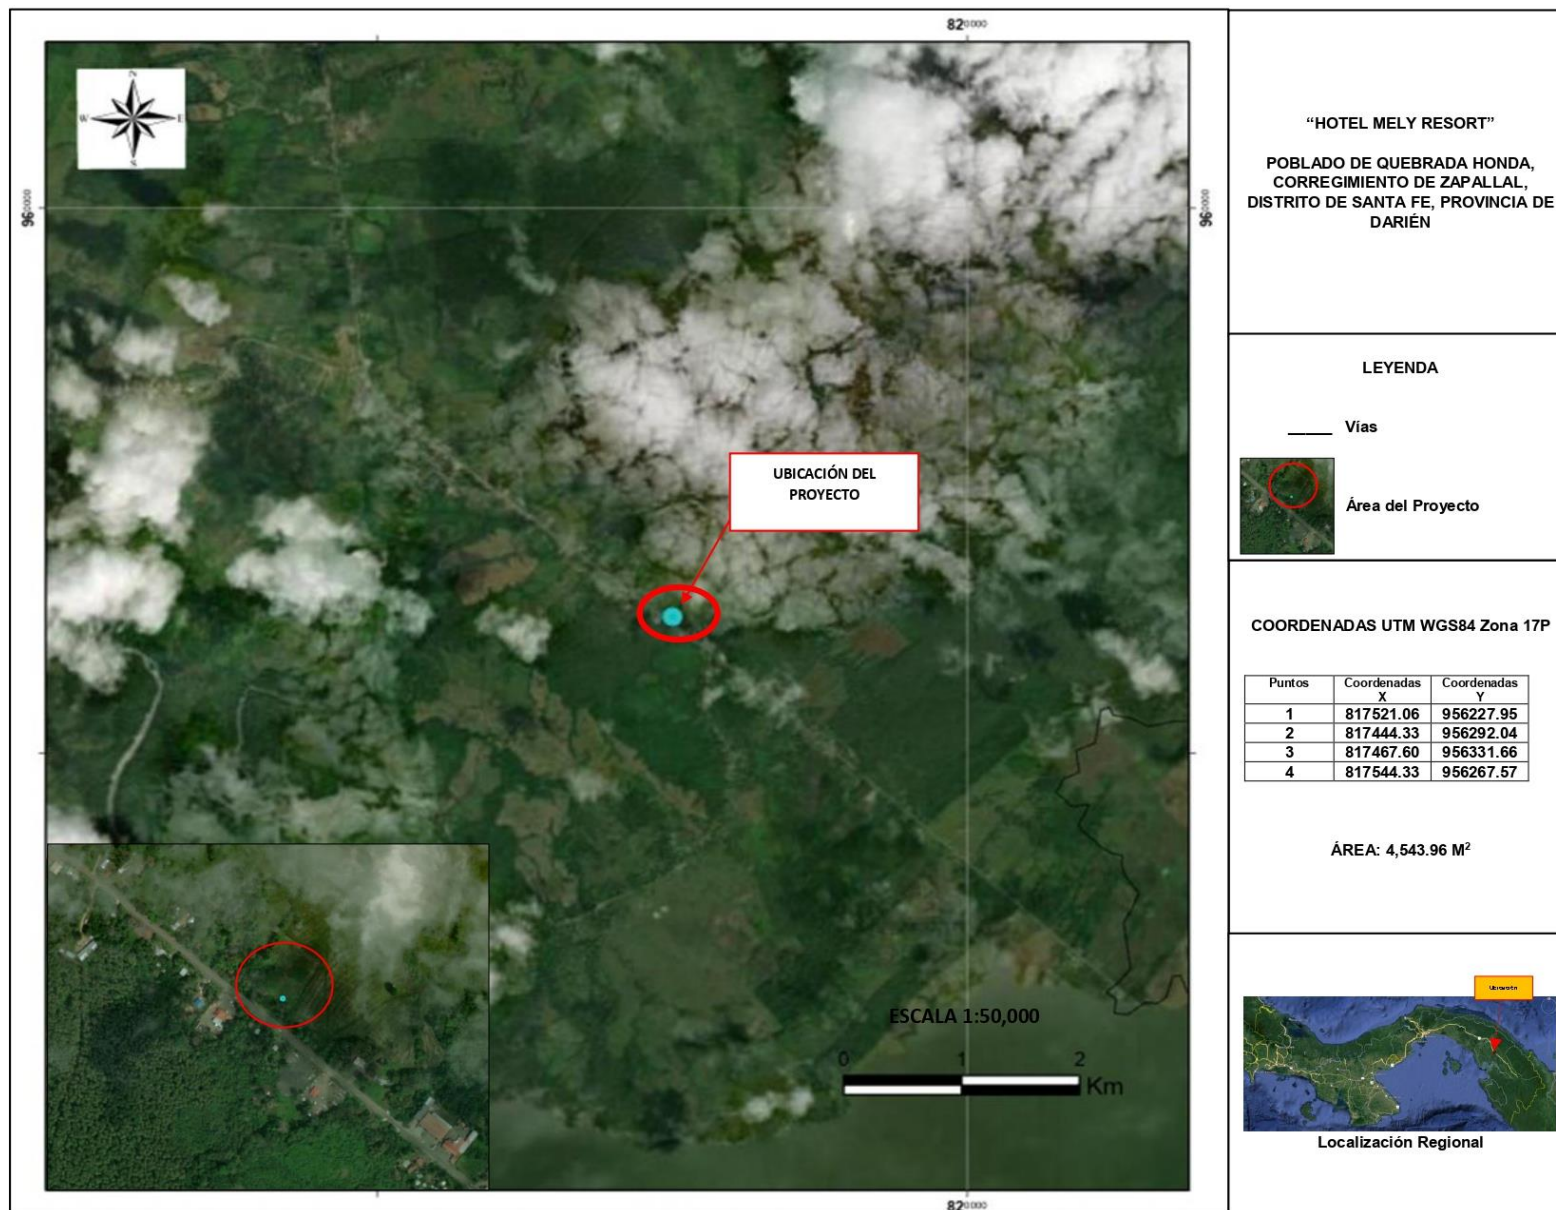 82⁰⁰⁰⁰
N
W E
S
96⁰⁰⁰⁰
96⁰⁰⁰⁰
UBICACIÓN DEL
PROYECTO
ESCALA 1:50,000
0 1 2
Km
82⁰⁰⁰⁰
“HOTEL MELY RESORT”
POBLADO DE QUEBRADA HONDA,
CORREGIMIENTO DE ZAPALLAL,
DISTRITO DE SANTA FE, PROVINCIA DE
DARIÉN
LEYENDA
Vías
Área del Proyecto
COORDENADAS UTM WGS84 Zona 17P
Puntos Coordenadas X Coordenadas Y
1 817521.06 956227.95
2 817444.33 956292.04
3 817467.60 956331.66
4 817544.33 956267.57
ÁREA: 4,543.96 M²
Ubicación
Localización Regional